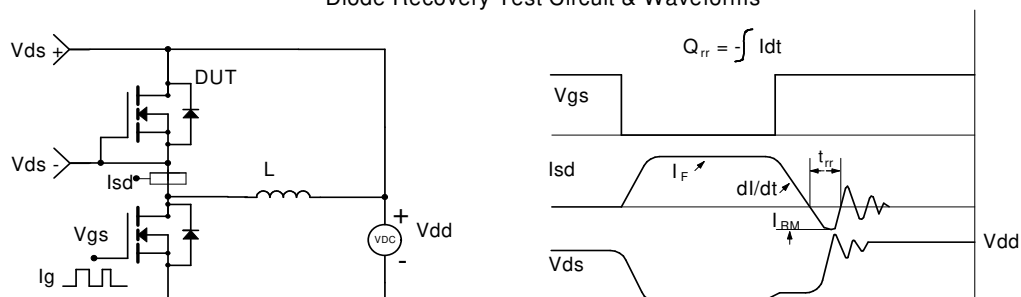 Diode Recovery Test Circuit & Waveforms
Vds +
DUT
Vds -
Isd
L
Vgs
Ig
+
VDC
-
Vdd
Qrr = -∫ Idt
Vgs
Isd
IF
dI/dt
trr
IRM
Vds
Vdd